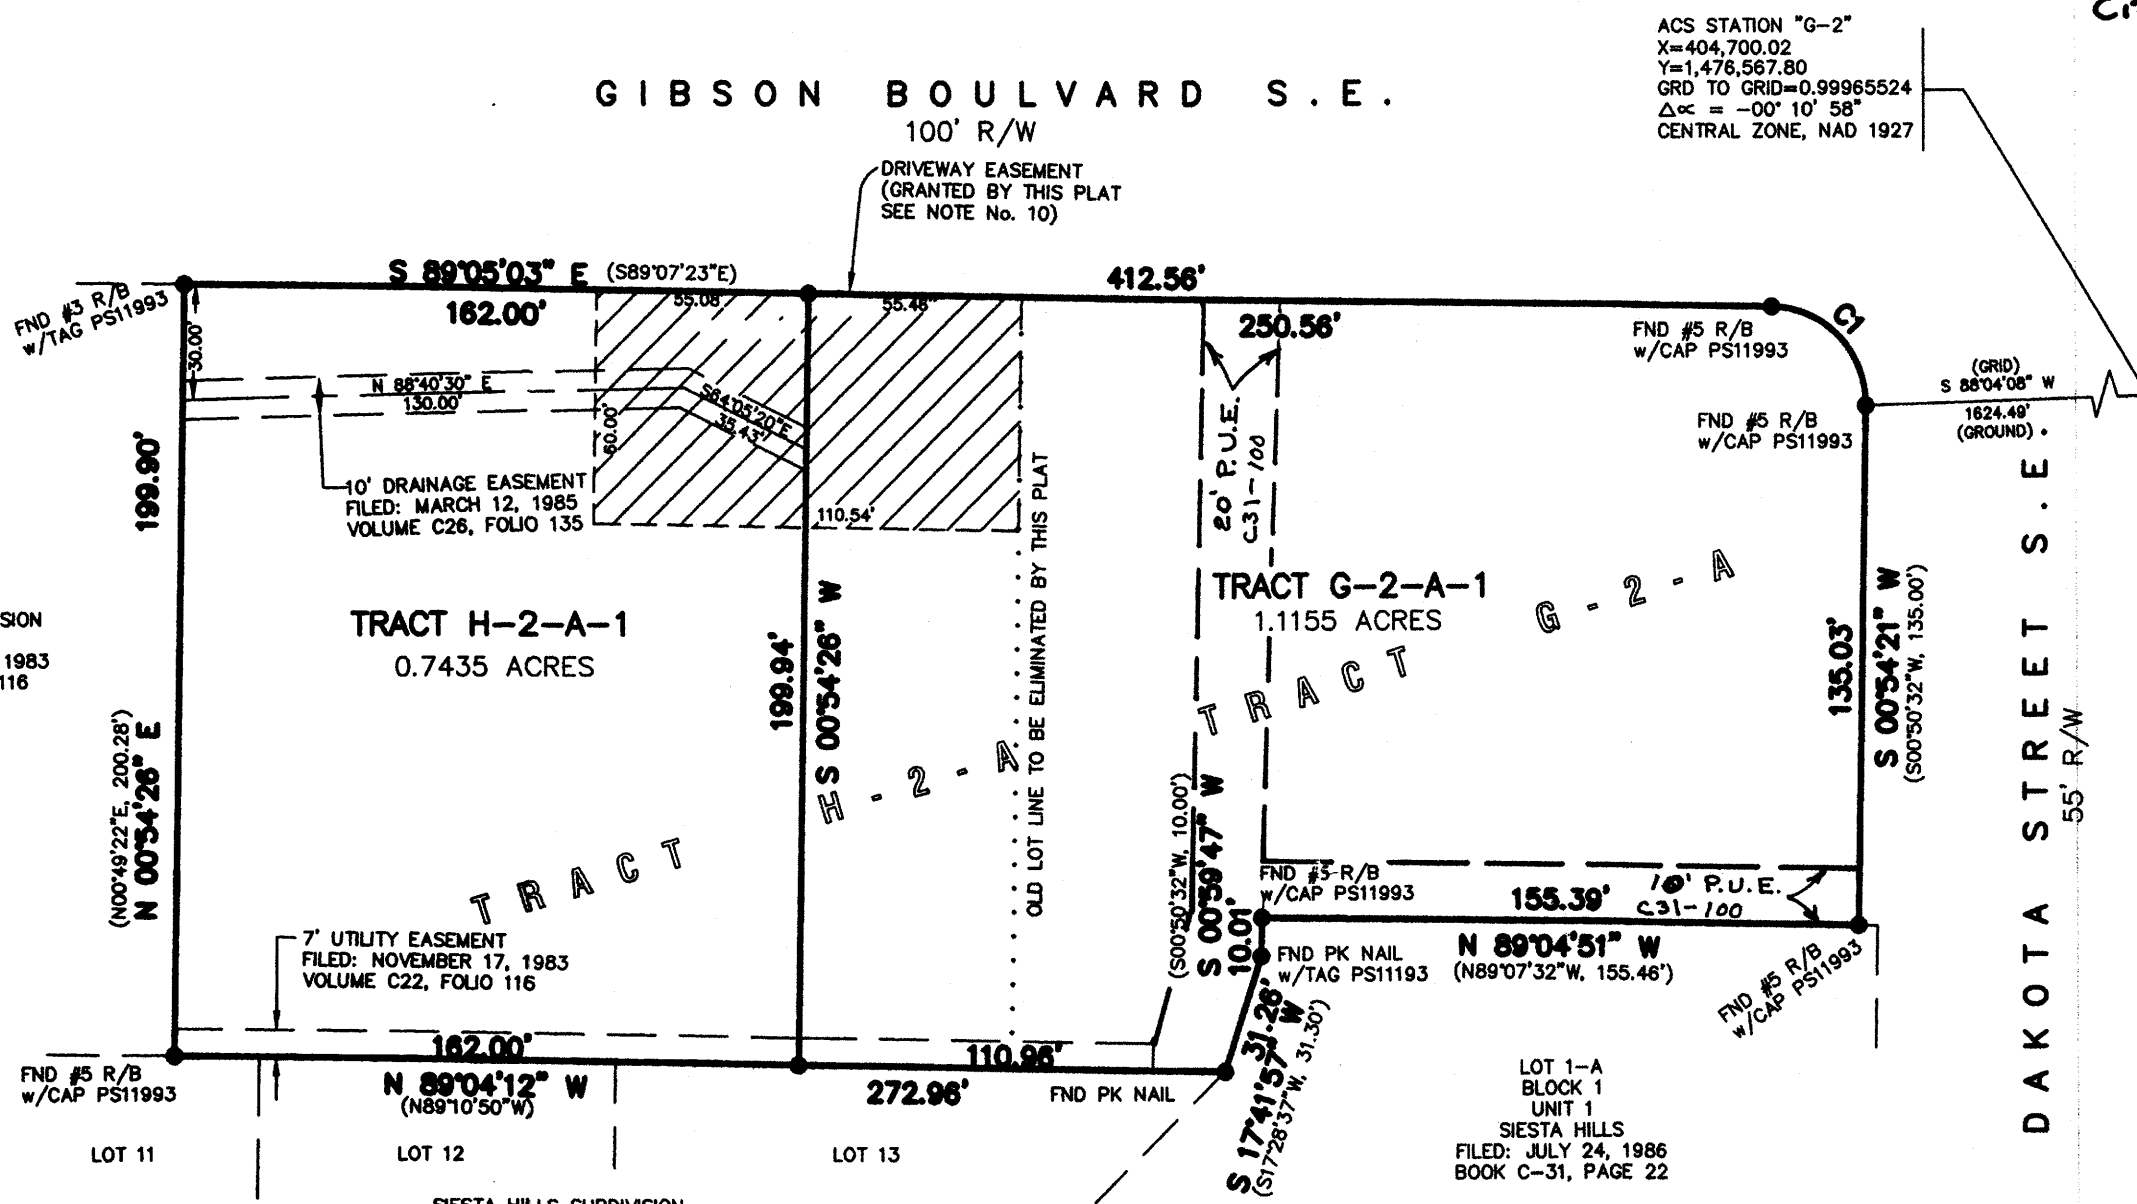 ACS STATION "G-2"
X=404,700.02
Y=1,476,567.80
GRD TO GRID=0.99965524
Δ∝ = -00° 10' 58"
CENTRAL ZONE, NAD 1927
GIBSON BOULVARD S.E.
100' R/W
DRIVEWAY EASEMENT
(GRANTED BY THIS PLAT
SEE NOTE No. 10)
S 89°05'03" E (S89°07'23"E)
412.56'
162.00'
55.08'
55.48'
250.56'
C1
FND #3 R/B
w/TAG PS11993
30.00'
FND #5 R/B
w/CAP PS11993
(GRID)
S 88°04'08" W
1624.49'
(GROUND)
N 88°40'30" E
130.00'
S64°05'20"E
35.43'
60.00'
20' P.U.E.
C31-100
FND #5 R/B
w/CAP PS11993
199.90'
N 00°54'26" E
(N00°49'22"E, 200.28')
10' DRAINAGE EASEMENT
FILED: MARCH 12, 1985
VOLUME C26, FOLIO 135
110.54'
OLD LOT LINE TO BE ELIMINATED BY THIS PLAT
SION
1983
116
TRACT H-2-A-1
0.7435 ACRES
199.94'
S 00°54'26" W
TRACT G-2-A-1
1.1155 ACRES
TRACT G-2-A
TRACT H-2-A
135.03'
S 00°54'21" W
(S00°50'32"W, 135.00')
DAKOTA STREET S.E.
55' R/W
(S00°50'32"W, 10.00')
S 00°59'47" W
10.01'
FND #5 R/B
w/CAP PS11993
155.39'
10' P.U.E.
C31-100
N 89°04'51" W
(N89°07'32"W, 155.46')
FND PK NAIL
w/TAG PS11193
FND #5 R/B
w/CAP PS11993
7' UTILITY EASEMENT
FILED: NOVEMBER 17, 1983
VOLUME C22, FOLIO 116
31.26'
S 17°41'57" W
(S17°28'37"W, 31.30')
162.00'
110.96'
N 89°04'12" W
(N89°10'50"W)
272.96'
FND PK NAIL
FND #5 R/B
w/CAP PS11993
LOT 11
LOT 12
LOT 13
LOT 1-A
BLOCK 1
UNIT 1
SIESTA HILLS
FILED: JULY 24, 1986
BOOK C-31, PAGE 22
SIESTA HILLS SUBDIVISION